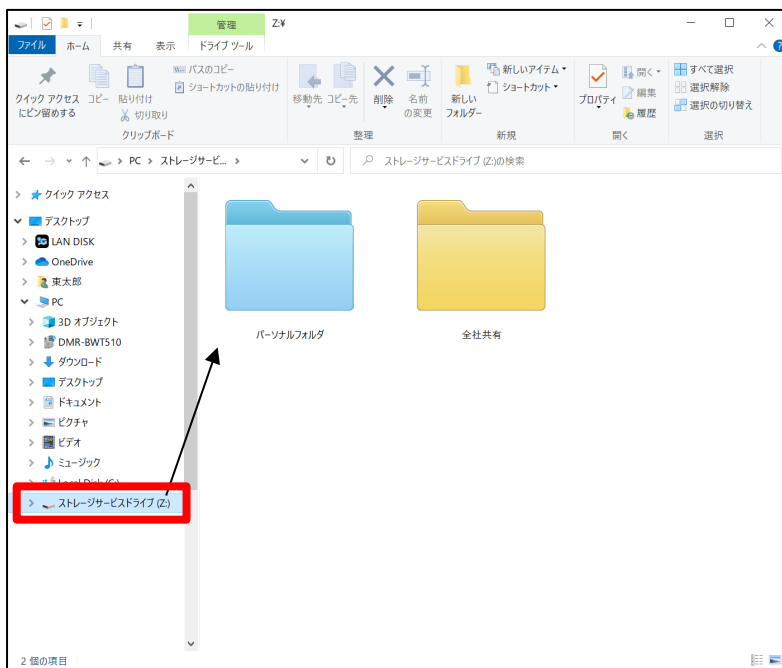 管理 Z:¥
ファイル ホーム 共有 表示 ドライブ ツール
クイック アクセス
にピン留めする
コピー
貼り付け
パスのコピー
ショートカットの貼り付け
切り取り
クリップボード
移動先
コピー先
削除
名前
の変更
整理
新しい
フォルダー
新しいアイテム
ショートカット
新規
プロパティ
開く
編集
履歴
開く
すべて選択
選択解除
選択の切り替え
選択
PC ストレージサービ...
ストレージサービスドライブ (Z:)の検索
クイック アクセス
デスクトップ
LAN DISK
OneDrive
東太郎
PC
3D オブジェクト
DMR-BWT510
ダウンロード
デスクトップ
ドキュメント
ピクチャ
ビデオ
ミュージック
Local Disk (C:)
ストレージサービスドライブ (Z:)
パーソナルフォルダ
全社共有
2 個の項目